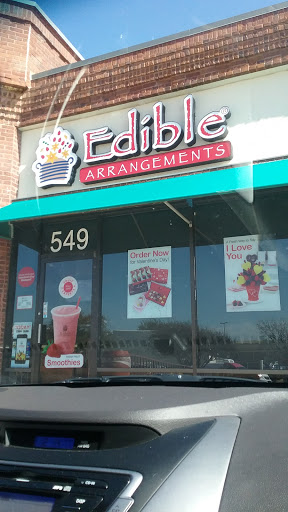 Edible
ARRANGEMENTS
549
Order Now
for Valentine's Day!
I Love
You
Smoothies